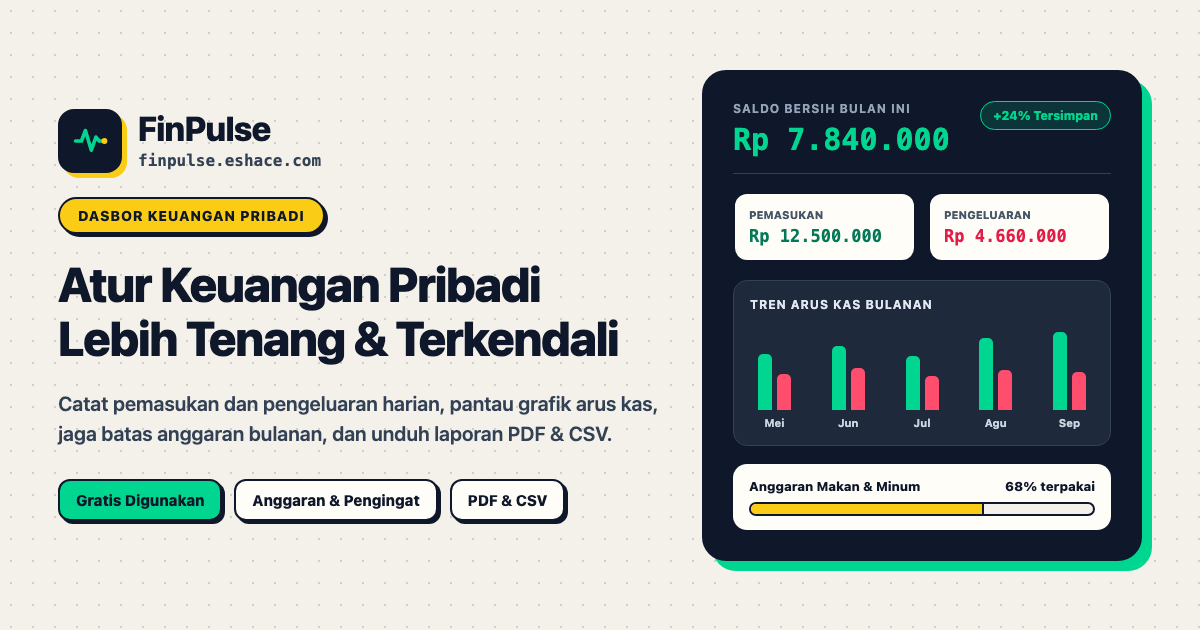 FinPulse
finpulse.eshace.com
DASBOR KEUANGAN PRIBADI
Atur Keuangan Pribadi
Lebih Tenang & Terkendali
Catat pemasukan dan pengeluaran harian, pantau grafik arus kas,
jaga batas anggaran bulanan, dan unduh laporan PDF & CSV.
Gratis Digunakan
Anggaran & Pengingat
PDF & CSV
SALDO BERSIH BULAN INI
+24% Tersimpan
Rp 7.840.000
PEMASUKAN
Rp 12.500.000
PENGELUARAN
Rp 4.660.000
TREN ARUS KAS BULANAN
Mei Jun Jul Agu Sep
Anggaran Makan & Minum 68% terpakai